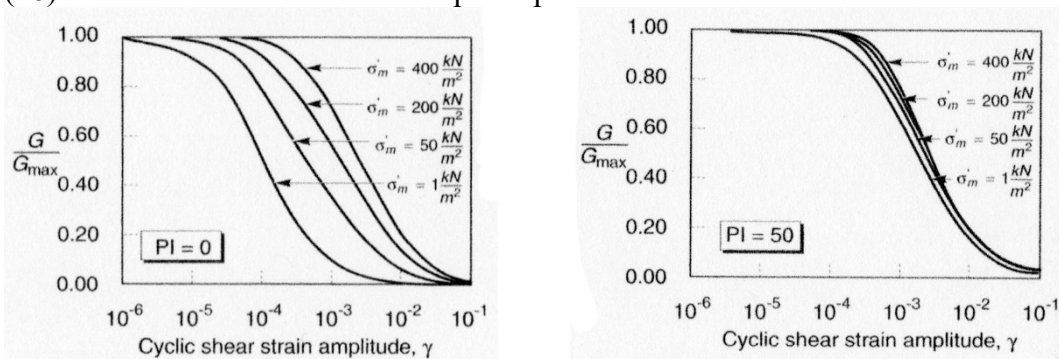 1.00
0.80
0.60
0.40
0.20
0.00
G
Gmax
σ'm = 400 kN/m²
σ'm = 200 kN/m²
σ'm = 50 kN/m²
σ'm = 1 kN/m²
PI = 0
10⁻⁶ 10⁻⁵ 10⁻⁴ 10⁻³ 10⁻² 10⁻¹
Cyclic shear strain amplitude, γ
1.00
0.80
0.60
0.40
0.20
0.00
G
Gmax
σ'm = 400 kN/m²
σ'm = 200 kN/m²
σ'm = 50 kN/m²
σ'm = 1 kN/m²
PI = 50
10⁻⁶ 10⁻⁵ 10⁻⁴ 10⁻³ 10⁻² 10⁻¹
Cyclic shear strain amplitude, γ